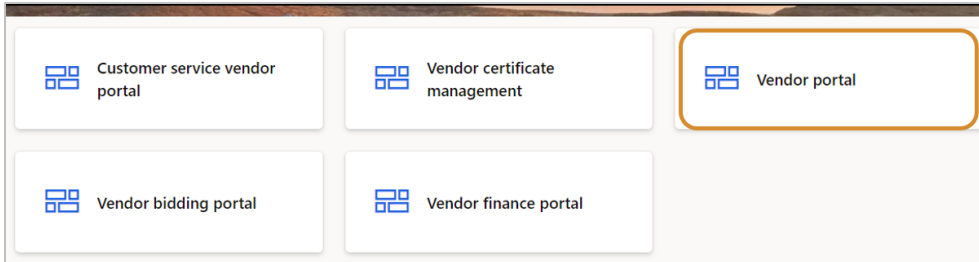 Customer service vendor
portal
Vendor certificate
management
Vendor portal
Vendor bidding portal
Vendor finance portal